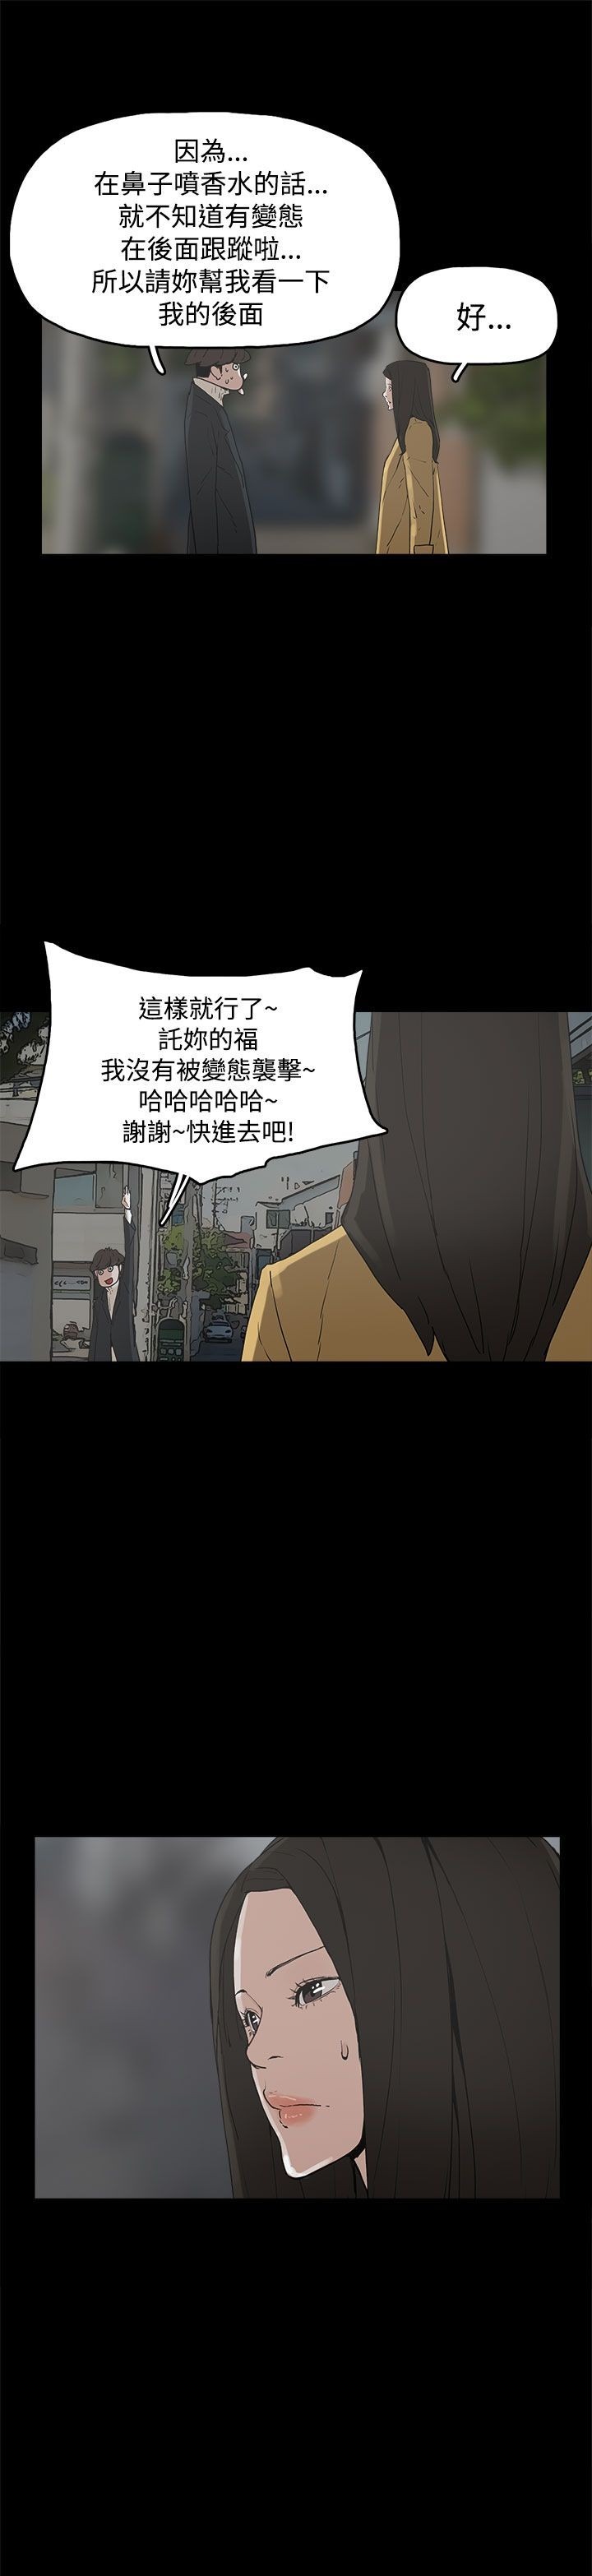 因為...
在鼻子噴香水的話...
就不知道有變態
在後面跟蹤啦...
所以請妳幫我看一下
我的後面
好...
這樣就行了~
託妳的福
我沒有被變態襲擊~
哈哈哈哈哈~
謝謝~快進去吧!